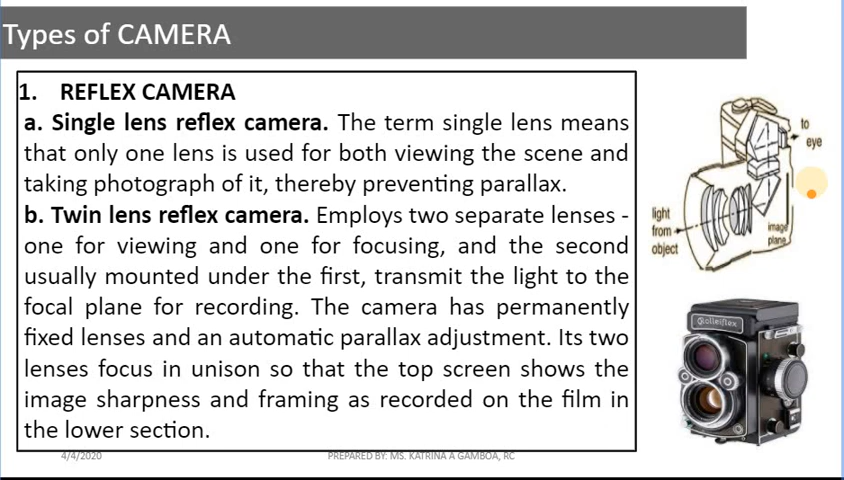 Types of CAMERA
1. REFLEX CAMERA
a. Single lens reflex camera. The term single lens means
that only one lens is used for both viewing the scene and
taking photograph of it, thereby preventing parallax.
b. Twin lens reflex camera. Employs two separate lenses -
one for viewing and one for focusing, and the second
usually mounted under the first, transmit the light to the
focal plane for recording. The camera has permanently
fixed lenses and an automatic parallax adjustment. Its two
lenses focus in unison so that the top screen shows the
image sharpness and framing as recorded on the film in
the lower section.
to
eye
light
from
object
image
plane
Rolleiflex
4/4/2020
PREPARED BY: MS. KATRINA A GAMBOA, RC